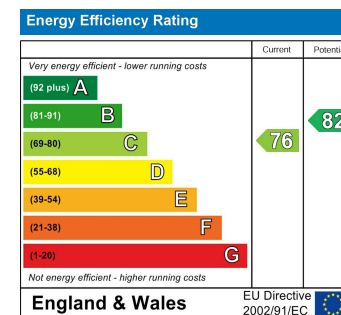 Energy Efficiency Rating
Current
Very energy efficient - lower running costs
(92 plus) A
(81-91) B
82
(69-80) C
76
(55-68) D
(39-54) E
(21-38) F
(1-20) G
Not energy efficient - higher running costs
England & Wales
EU Directive
2002/91/EC